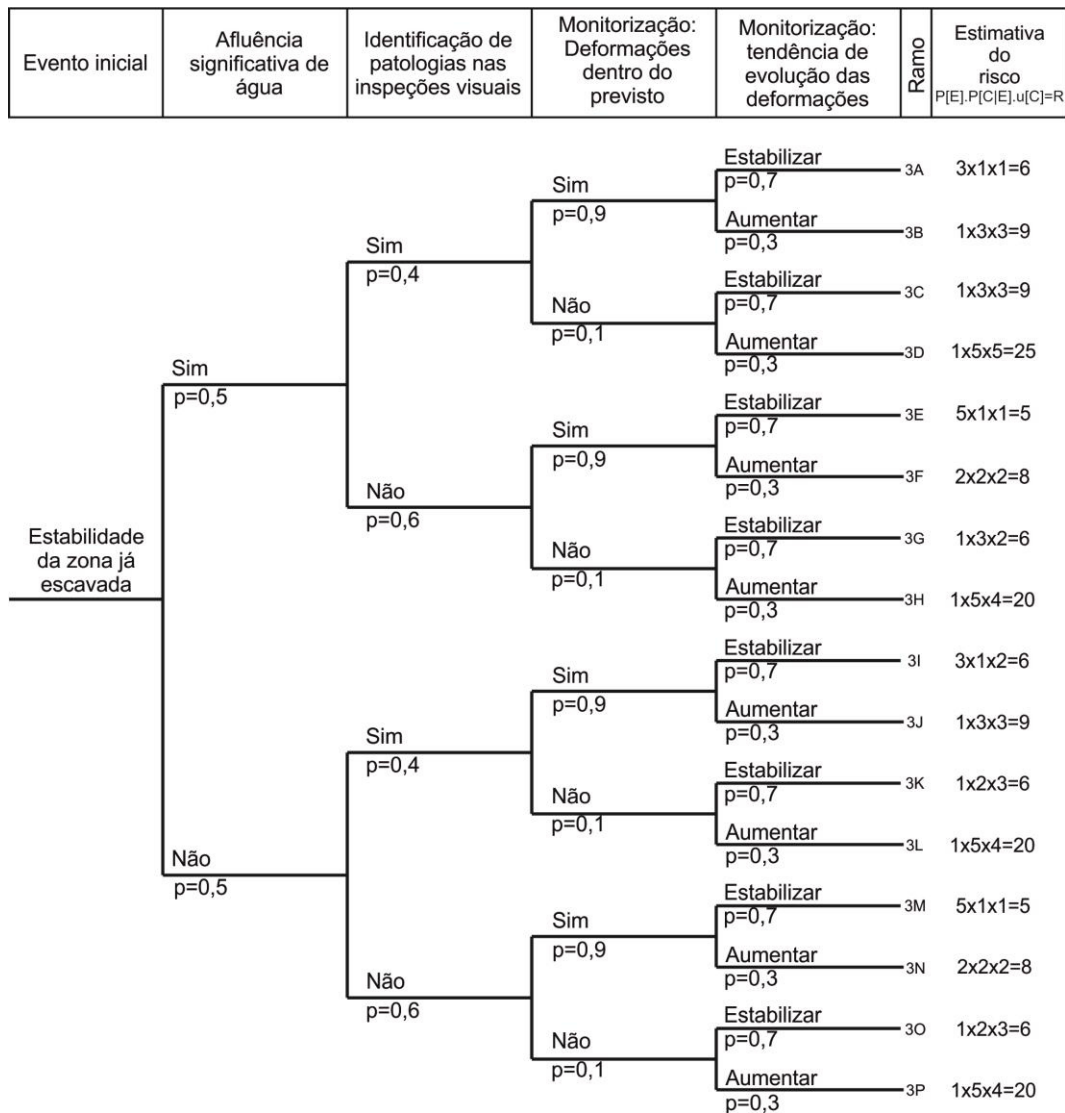 Evento inicial
Afluência
significativa de
água
Identificação de
patologias nas
inspeções visuais
Monitorização:
Deformações
dentro do
previsto
Monitorização:
tendência de
evolução das
deformações
Ramo
Estimativa
do
risco
P[E].P[C|E].u[C]=R
Estabilizar
p=0,7
3A
3x1x1=6
Sim
p=0,9
Aumentar
p=0,3
3B
1x3x3=9
Sim
p=0,4
Estabilizar
p=0,7
3C
1x3x3=9
Não
p=0,1
Aumentar
p=0,3
3D
1x5x5=25
Sim
p=0,5
Estabilizar
p=0,7
3E
5x1x1=5
Sim
p=0,9
Aumentar
p=0,3
3F
2x2x2=8
Não
p=0,6
Estabilizar
p=0,7
3G
1x3x2=6
Não
p=0,1
Aumentar
p=0,3
3H
1x5x4=20
Estabilidade
da zona já
escavada
Estabilizar
p=0,7
3I
3x1x2=6
Sim
p=0,9
Aumentar
p=0,3
3J
1x3x3=9
Sim
p=0,4
Estabilizar
p=0,7
3K
1x2x3=6
Não
p=0,1
Aumentar
p=0,3
3L
1x5x4=20
Não
p=0,5
Estabilizar
p=0,7
3M
5x1x1=5
Sim
p=0,9
Aumentar
p=0,3
3N
2x2x2=8
Não
p=0,6
Estabilizar
p=0,7
3O
1x2x3=6
Não
p=0,1
Aumentar
p=0,3
3P
1x5x4=20